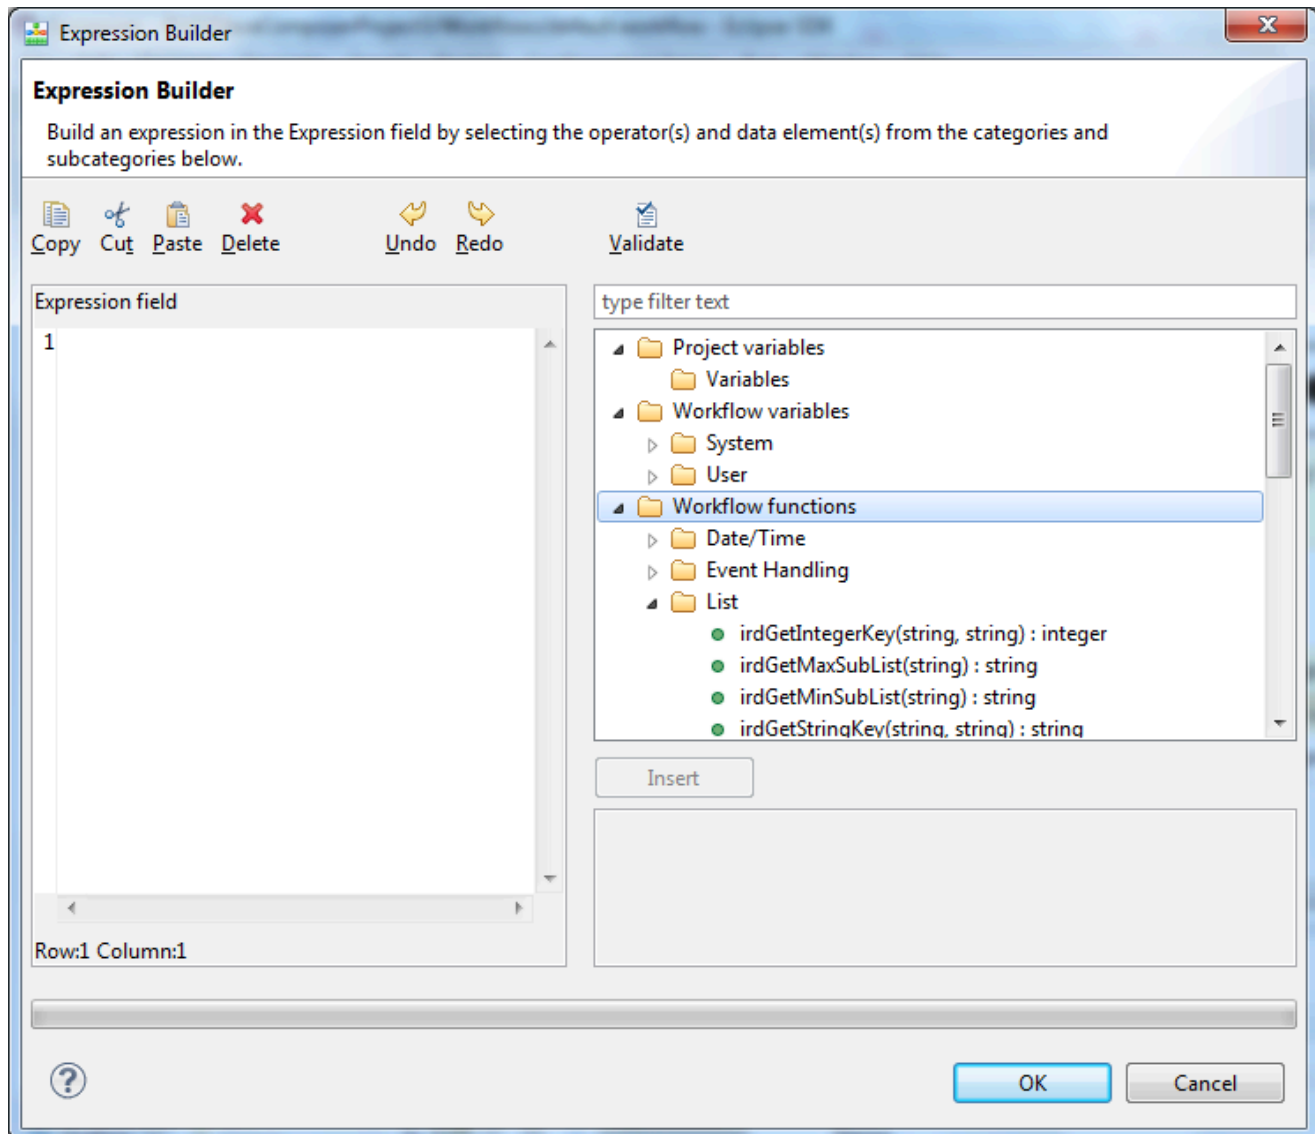 Expression Builder
Expression Builder
Build an expression in the Expression field by selecting the operator(s) and data element(s) from the categories and
subcategories below.
Copy Cut Paste Delete Undo Redo Validate
Expression field
type filter text
1
Project variables
Variables
Workflow variables
System
User
Workflow functions
Date/Time
Event Handling
List
irdGetIntegerKey(string, string) : integer
irdGetMaxSubList(string) : string
irdGetMinSubList(string) : string
irdGetStringKey(string, string) : string
Insert
Row:1 Column:1
?
OK Cancel